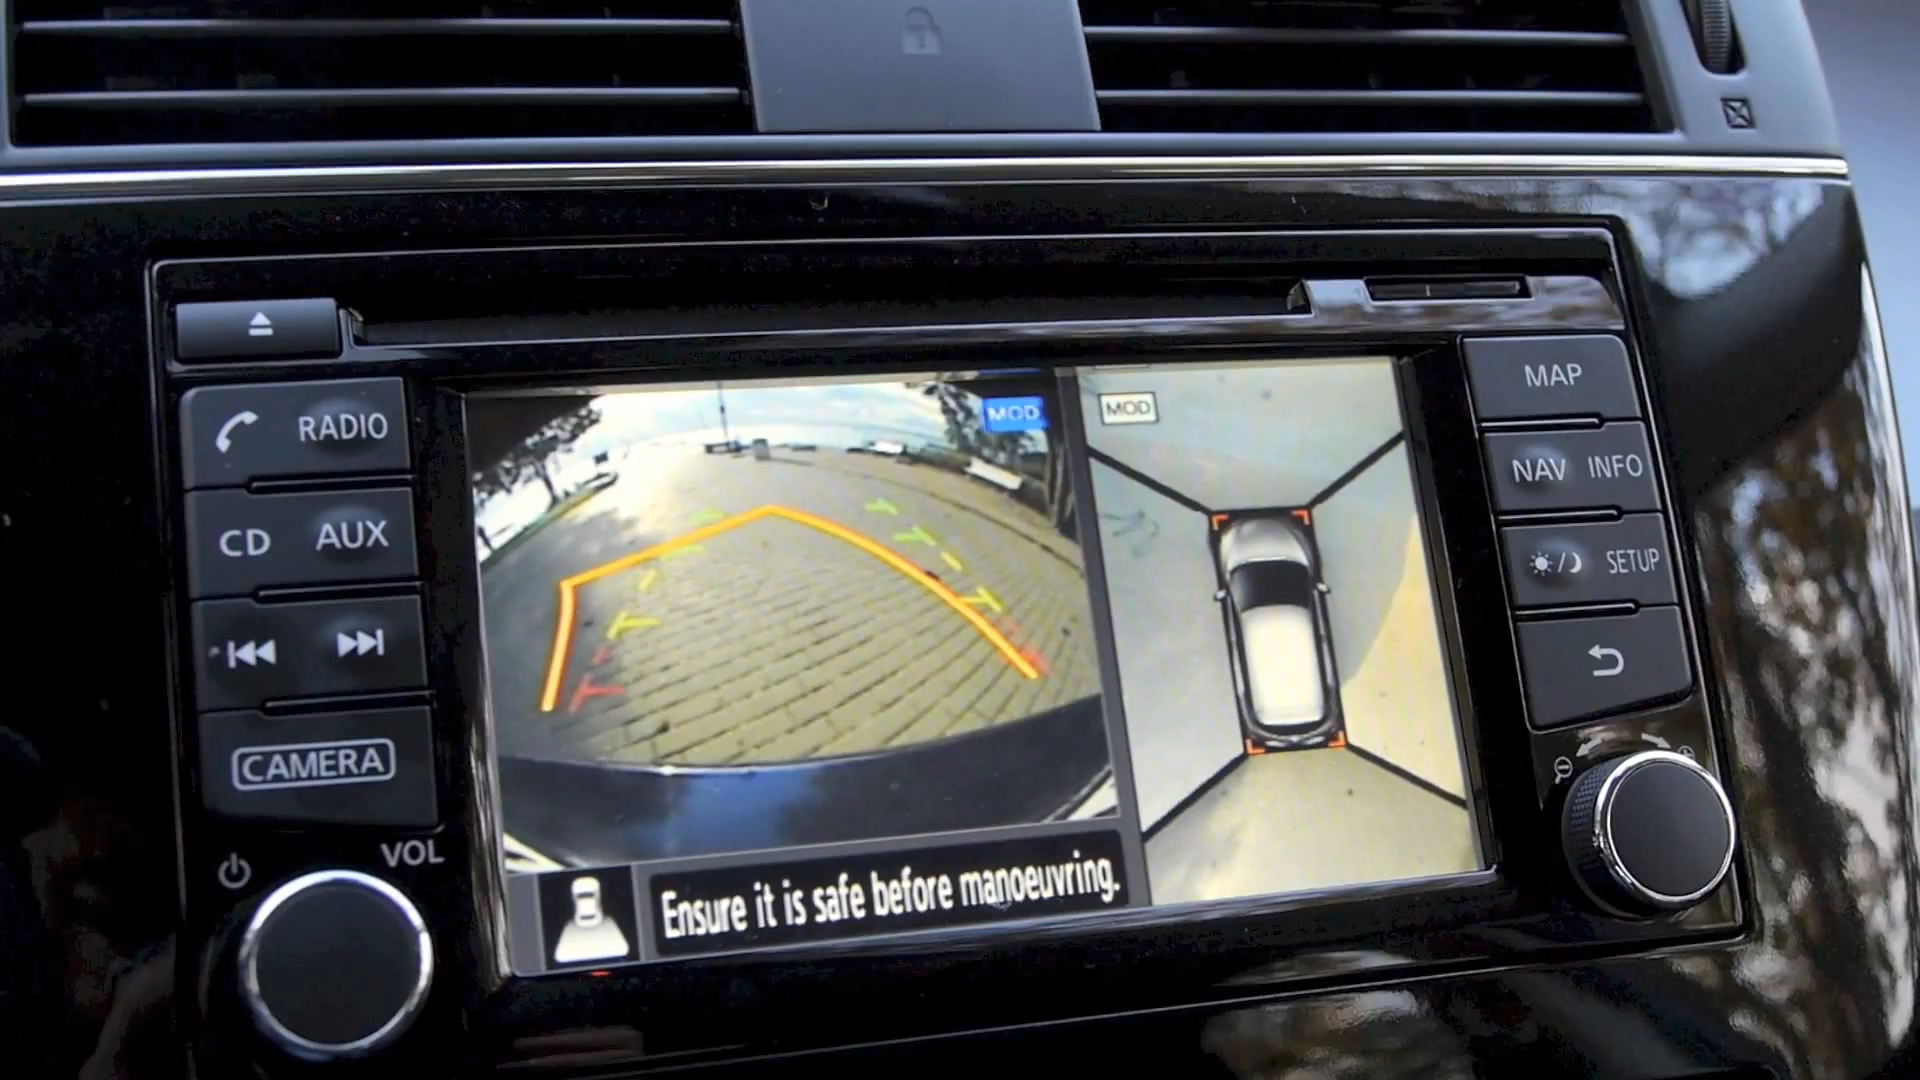 RADIO
CD AUX
CAMERA
VOL
MOD
MOD
Ensure it is safe before manoeuvring.
MAP
NAV INFO
SETUP